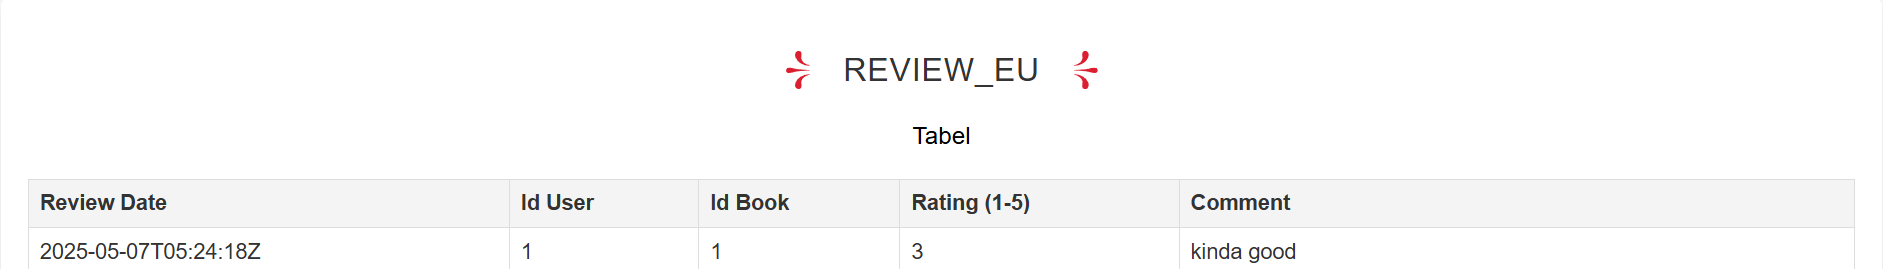 REVIEW_EU
Tabel
Review Date Id User Id Book Rating (1-5) Comment
2025-05-07T05:24:18Z 1 1 3 kinda good